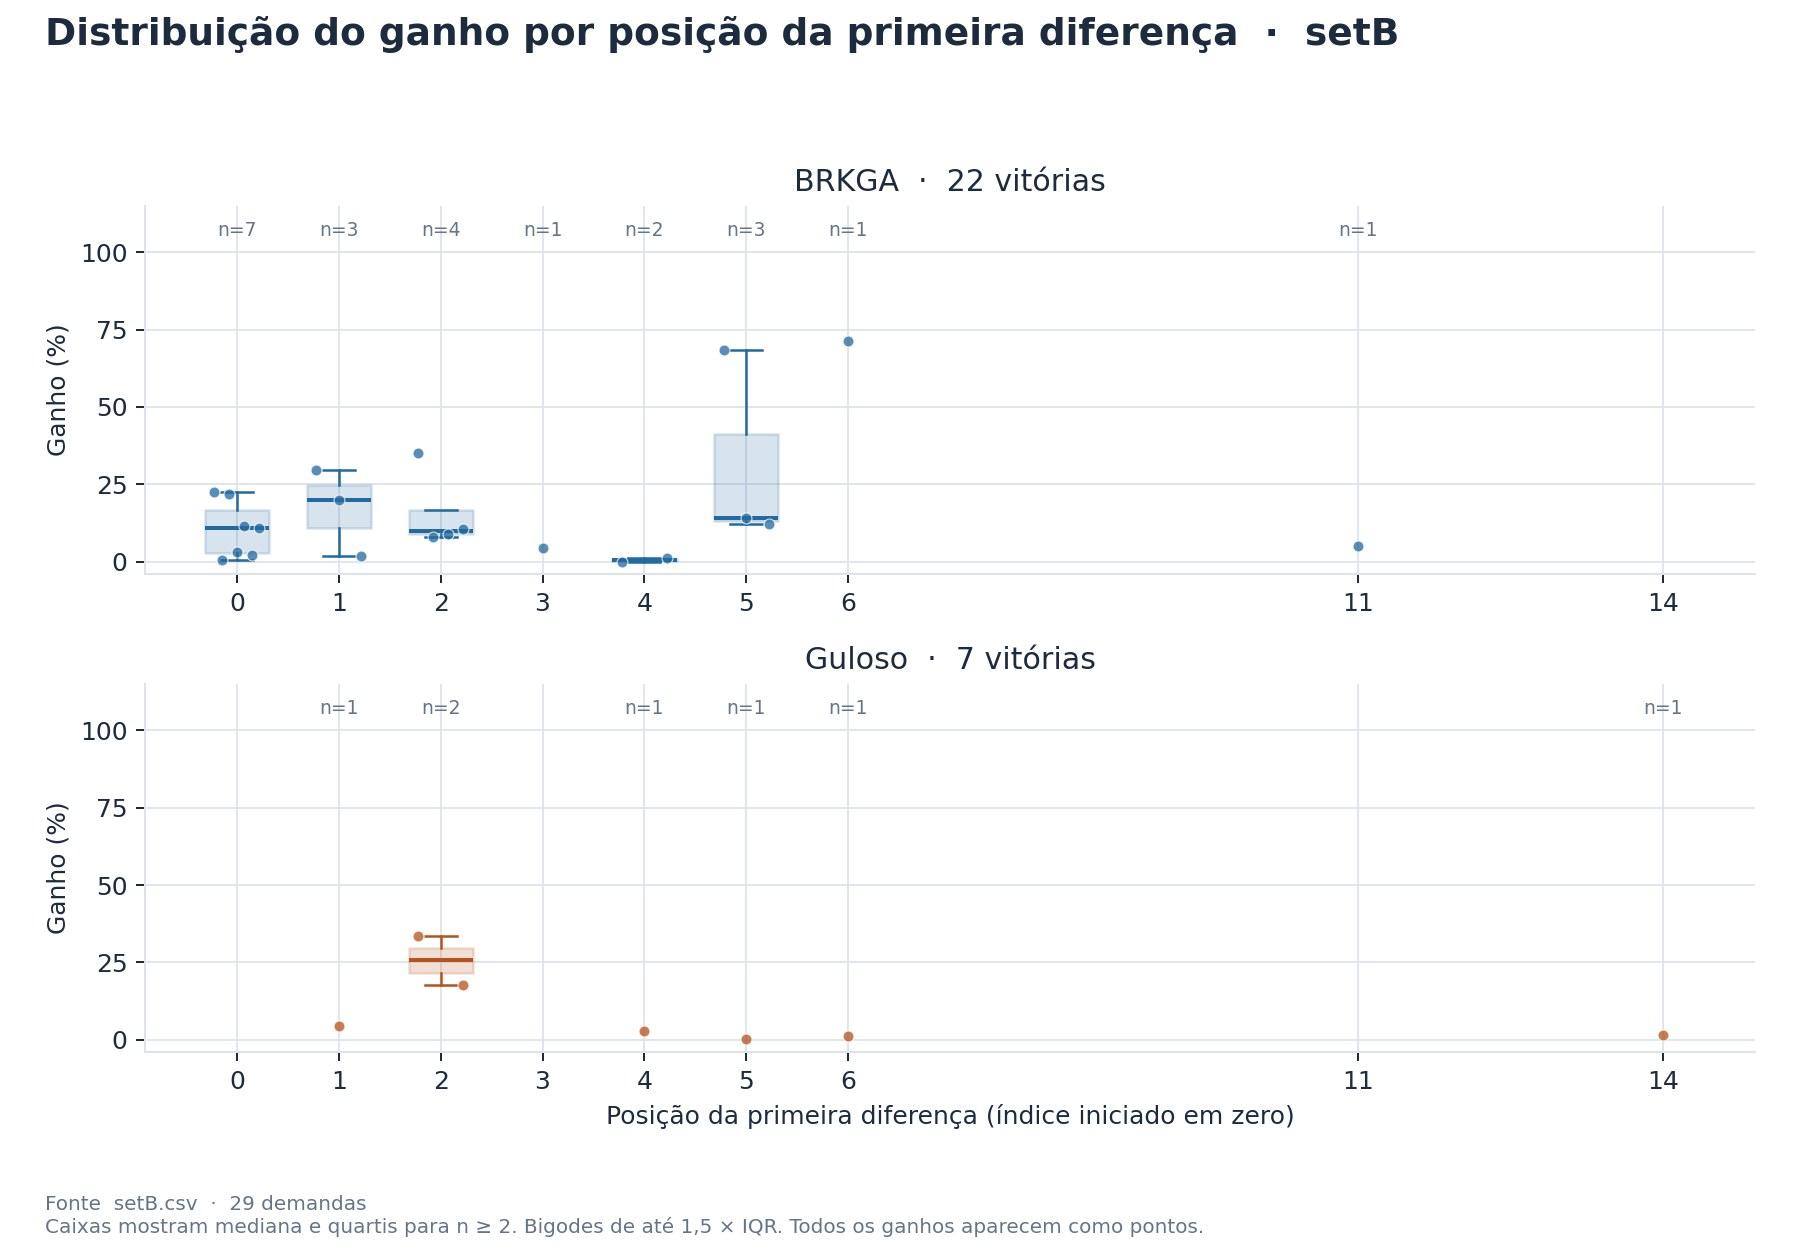 Distribuição do ganho por posição da primeira diferença · setB
BRKGA · 22 vitórias
n=7 n=3 n=4 n=1 n=2 n=3 n=1 n=1
100
75
50
25
0
Ganho (%)
0 1 2 3 4 5 6 11 14
Guloso · 7 vitórias
n=1 n=2 n=1 n=1 n=1 n=1
100
75
50
25
0
Ganho (%)
0 1 2 3 4 5 6 11 14
Posição da primeira diferença (índice iniciado em zero)
Fonte setB.csv · 29 demandas
Caixas mostram mediana e quartis para n ≥ 2. Bigodes de até 1,5 × IQR. Todos os ganhos aparecem como pontos.